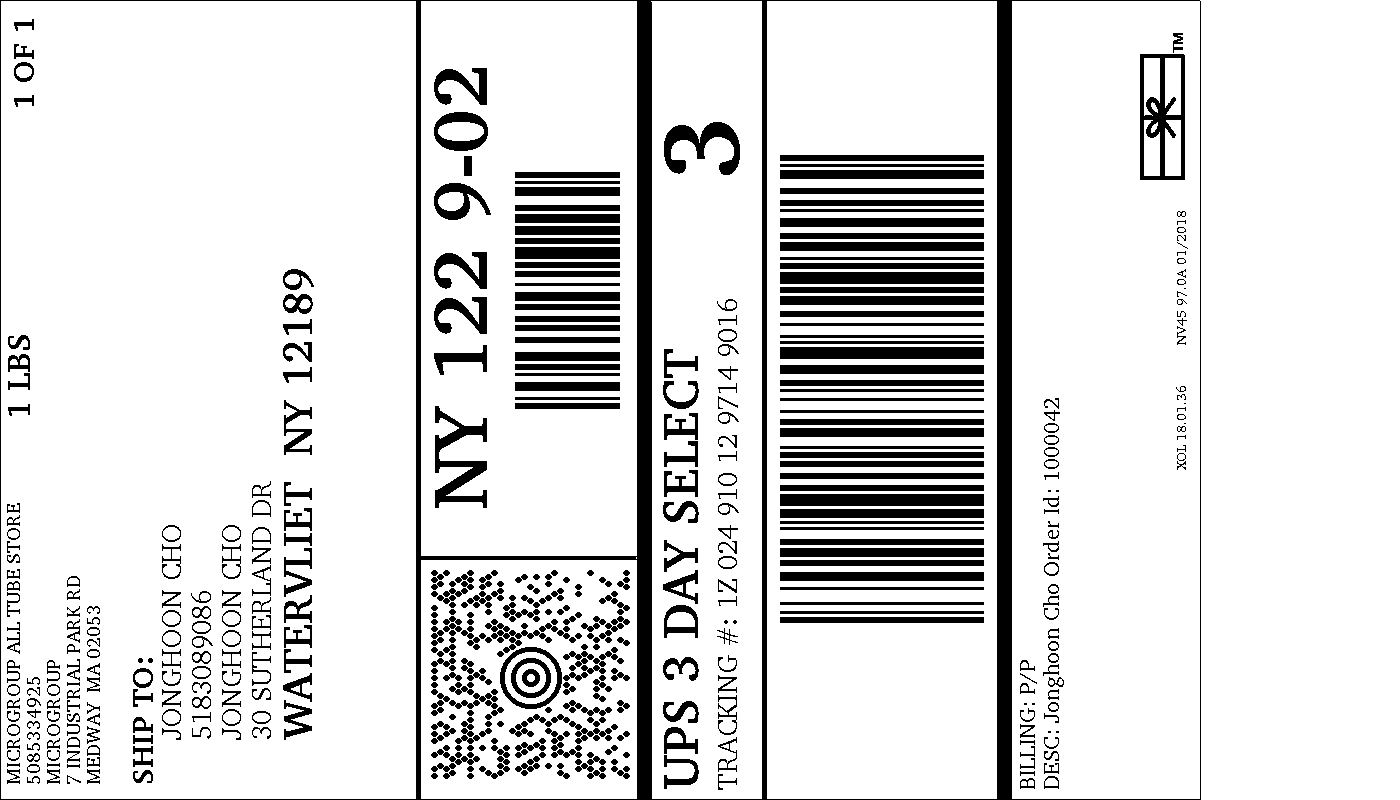 MICROGROUP ALL TUBE STORE
5085334925
MICROGROUP
7 INDUSTRIAL PARK RD
MEDWAY MA 02053
1 LBS
1 OF 1
SHIP TO:
JONGHOON CHO
5183089086
JONGHOON CHO
30 SUTHERLAND DR
WATERVLIET NY 12189
NY 122 9-02
UPS 3 DAY SELECT
TRACKING #: 1Z 024 910 12 9714 9016
3
BILLING: P/P
DESC: Jonghoon Cho Order Id: 1000042
XOL 18.01.36 NV45 97.0A 01/2018
TM